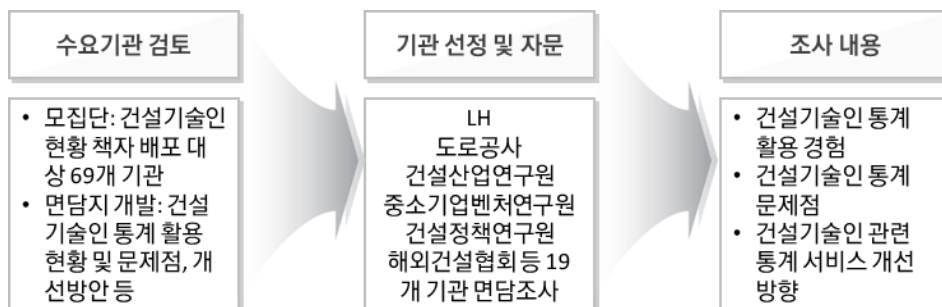 수요기관 검토
• 모집단: 건설기술인
현황 책자 배포 대
상 69개 기관
• 면담지 개발: 건설
기술인 통계 활용
현황 및 문제점, 개
선방안 등
기관 선정 및 자문
LH
도로공사
건설산업연구원
중소기업벤처연구원
건설정책연구원
해외건설협회 등 19
개 기관 면담조사
조사 내용
• 건설기술인 통계
활용 경험
• 건설기술인 통계
문제점
• 건설기술인 관련
통계 서비스 개선
방향